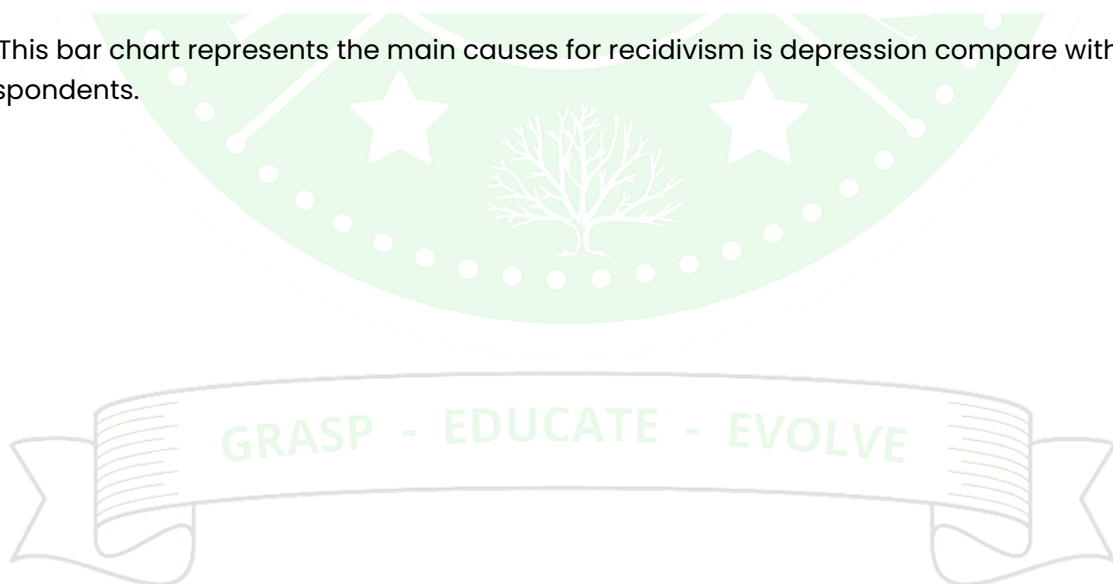 This bar chart represents the main causes for recidivism is depression compare with
spondents.
GRASP - EDUCATE - EVOLVE